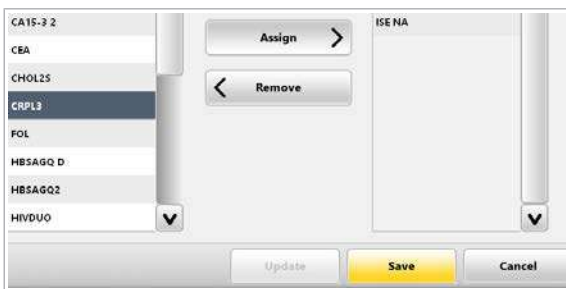 CA15-3 2
CEA
CHOL2S
CRPL3
FOL
HBSAGQ D
HBSAGQ2
HIVDUO
Assign
Remove
ISE NA
Update
Save
Cancel